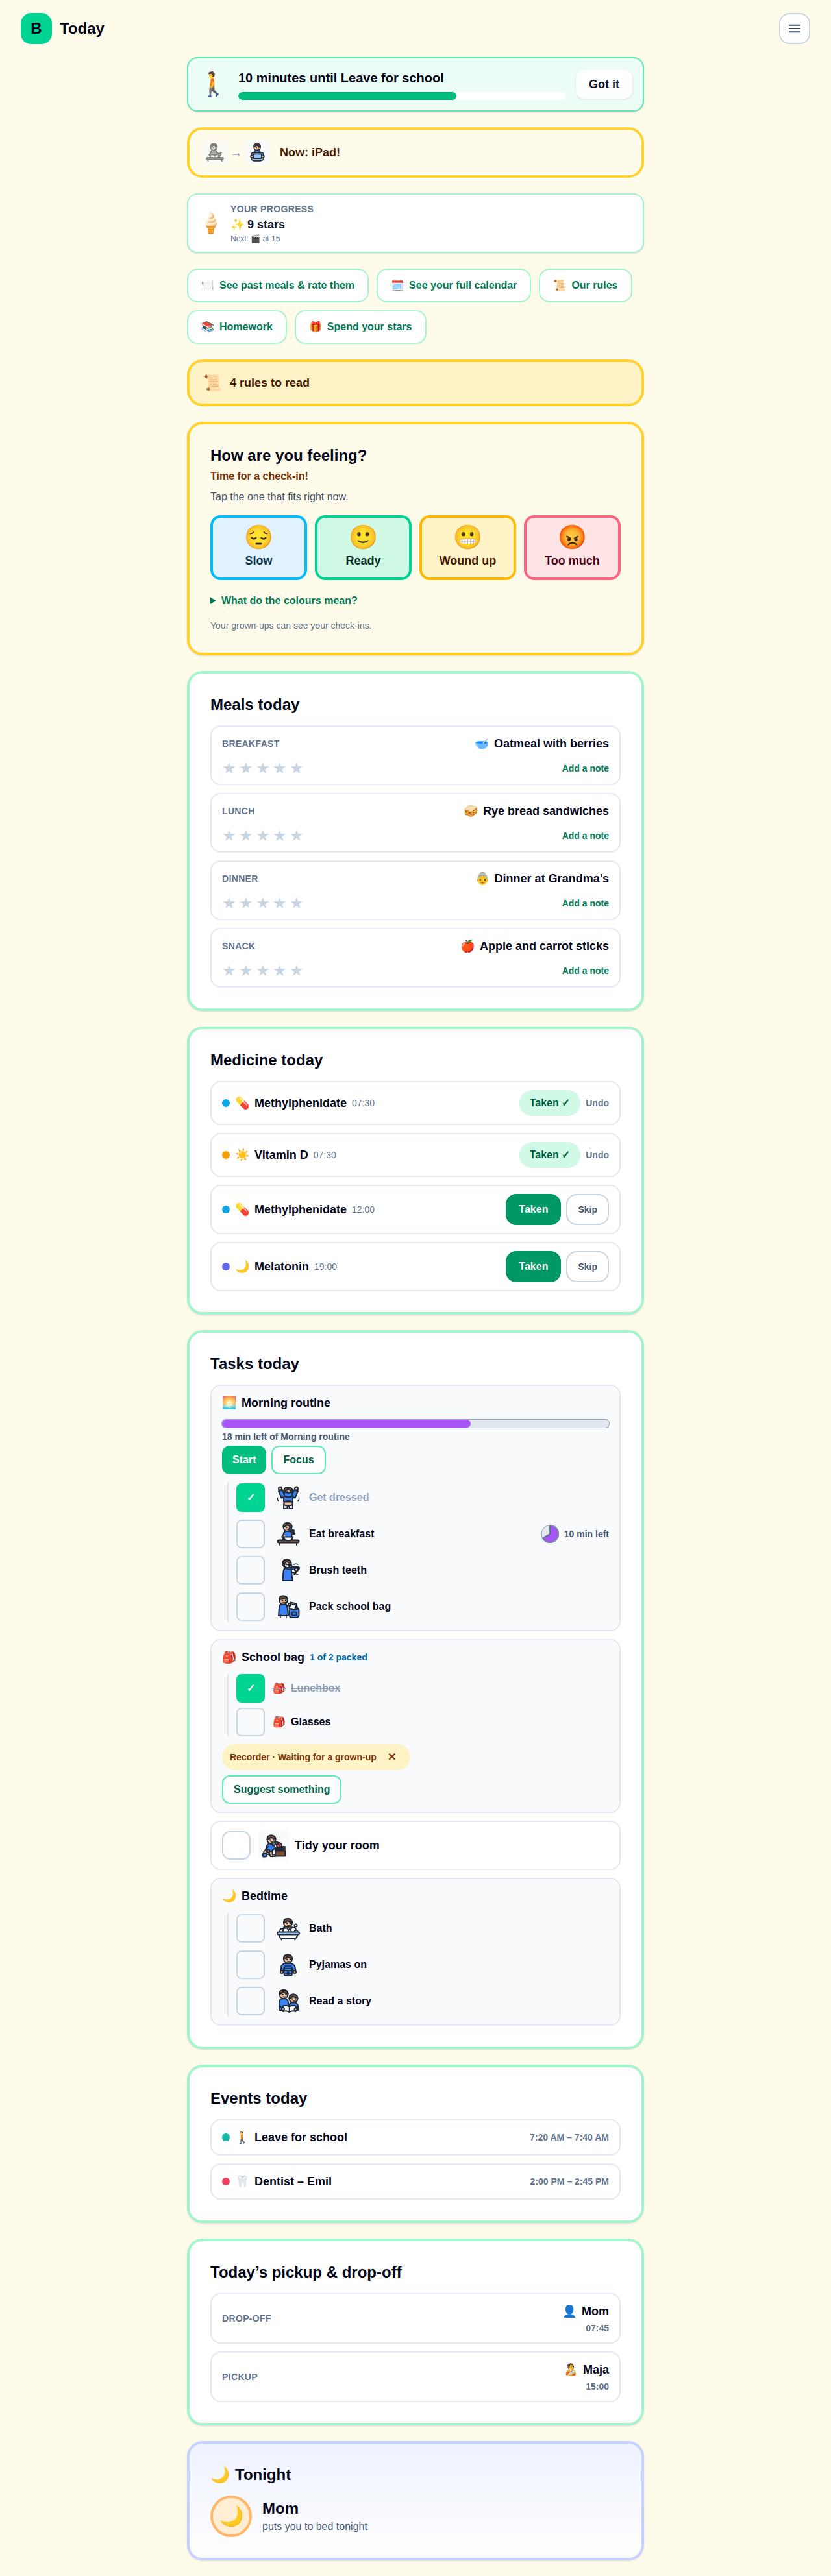 B Today
10 minutes until Leave for school
Got it
→ Now: iPad!
YOUR PROGRESS
✨ 9 stars
Next: 🎬 at 15
🍽️ See past meals & rate them
🗓️ See your full calendar
📜 Our rules
📚 Homework
🎁 Spend your stars
📜 4 rules to read
How are you feeling?
Time for a check-in!
Tap the one that fits right now.
Slow
Ready
Wound up
Too much
▶ What do the colours mean?
Your grown-ups can see your check-ins.
Meals today
BREAKFAST
🥣 Oatmeal with berries
★★★★★
Add a note
LUNCH
🥪 Rye bread sandwiches
★★★★★
Add a note
DINNER
👵 Dinner at Grandma’s
★★★★★
Add a note
SNACK
🍎 Apple and carrot sticks
★★★★★
Add a note
Medicine today
💊 Methylphenidate 07:30
Taken ✓
Undo
☀️ Vitamin D 07:30
Taken ✓
Undo
💊 Methylphenidate 12:00
Taken
Skip
🌙 Melatonin 19:00
Taken
Skip
Tasks today
🌅 Morning routine
18 min left of Morning routine
Start
Focus
✓ Get dressed
Eat breakfast
10 min left
Brush teeth
Pack school bag
🎒 School bag 1 of 2 packed
✓ 🎒 Lunchbox
🎒 Glasses
Recorder · Waiting for a grown-up ✕
Suggest something
Tidy your room
🌙 Bedtime
Bath
Pyjamas on
Read a story
Events today
🚶 Leave for school
7:20 AM – 7:40 AM
🦷 Dentist – Emil
2:00 PM – 2:45 PM
Today’s pickup & drop-off
DROP-OFF
👤 Mom
07:45
PICKUP
Maja
15:00
🌙 Tonight
Mom
puts you to bed tonight